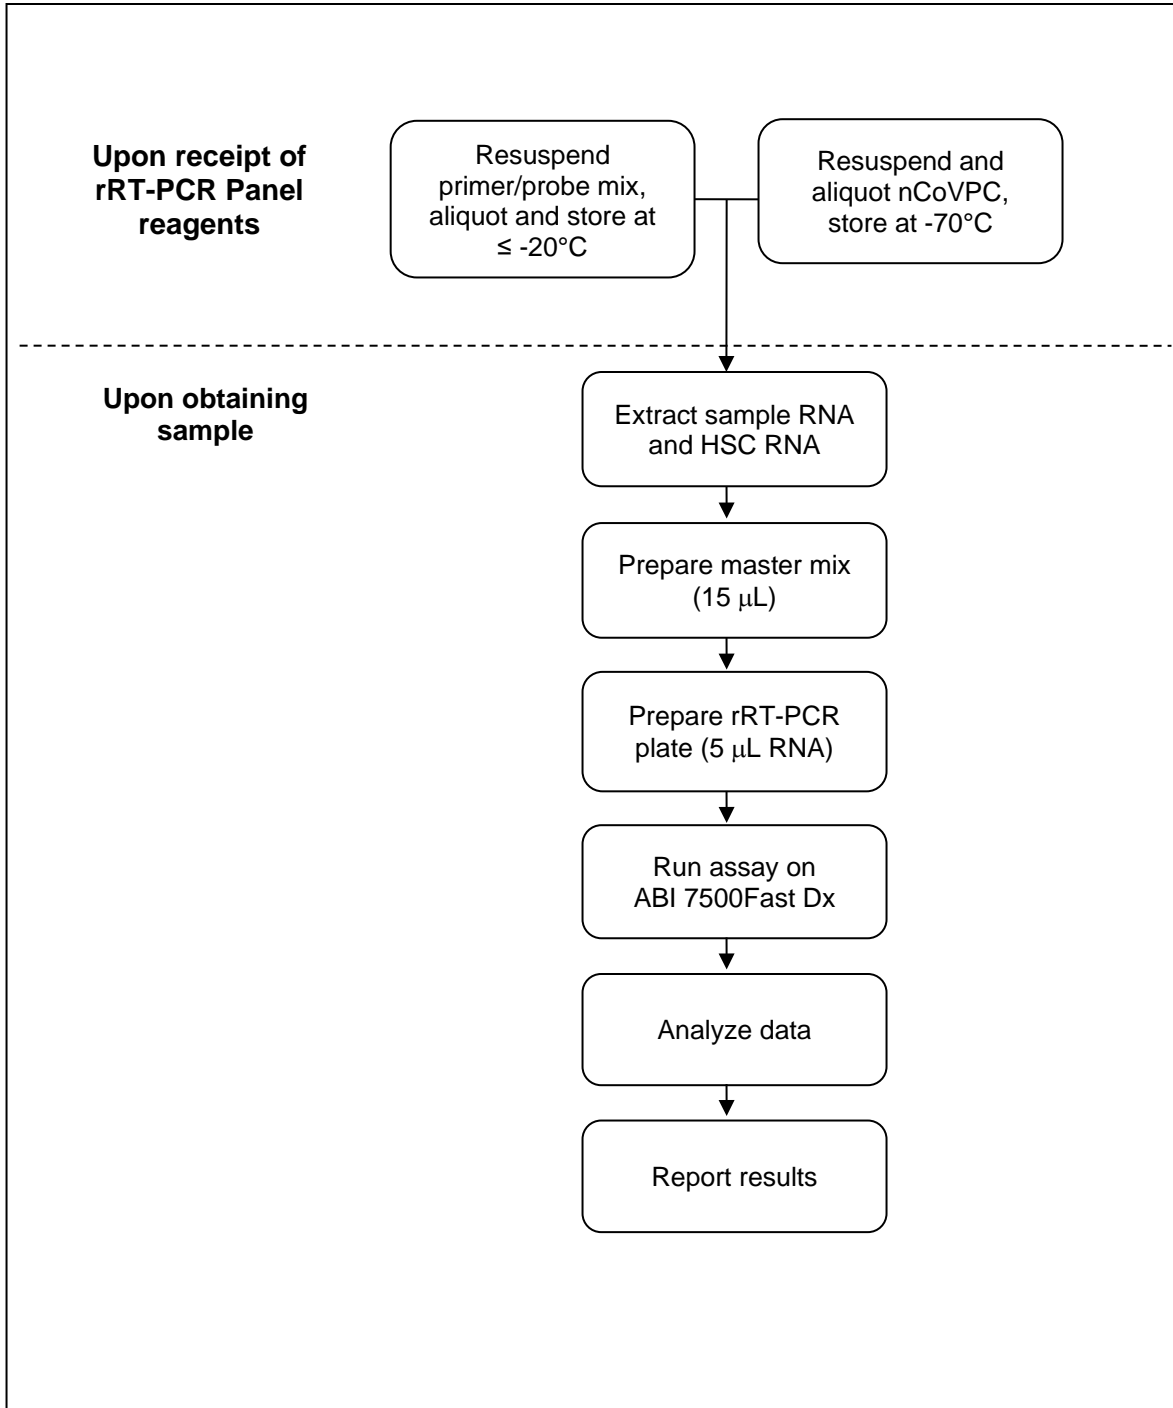 Upon receipt of
rRT-PCR Panel
reagents
Resuspend
primer/probe mix,
aliquot and store at
≤ -20°C
Resuspend and
aliquot nCoVPC,
store at -70°C
Upon obtaining
sample
Extract sample RNA
and HSC RNA
Prepare master mix
(15 μL)
Prepare rRT-PCR
plate (5 μL RNA)
Run assay on
ABI 7500Fast Dx
Analyze data
Report results